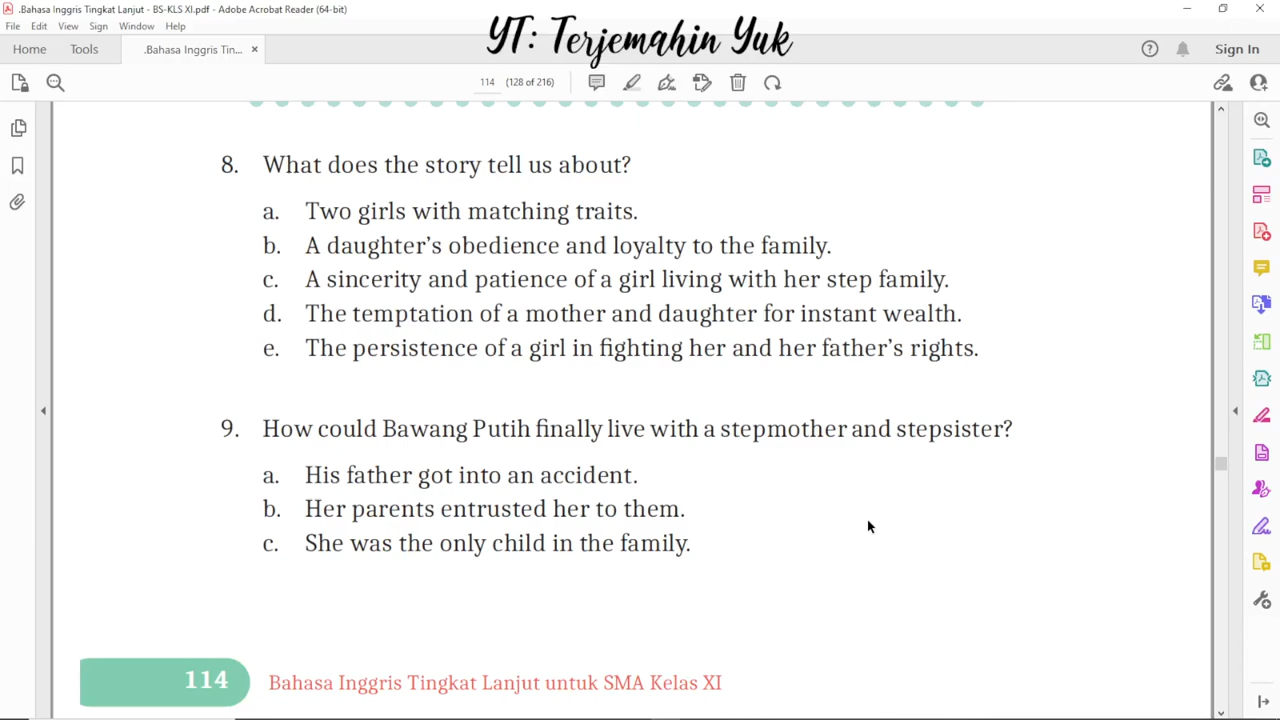 .Bahasa Inggris Tingkat Lanjut - BS-KLS XI.pdf - Adobe Acrobat Reader (64-bit)
File Edit View Sign Window Help
YT: Terjemahin Yuk
Home Tools .Bahasa Inggris Tin... × Sign In
114 (128 of 216)
8. What does the story tell us about?
a. Two girls with matching traits.
b. A daughter’s obedience and loyalty to the family.
c. A sincerity and patience of a girl living with her step family.
d. The temptation of a mother and daughter for instant wealth.
e. The persistence of a girl in fighting her and her father’s rights.
9. How could Bawang Putih finally live with a stepmother and stepsister?
a. His father got into an accident.
b. Her parents entrusted her to them.
c. She was the only child in the family.
114 Bahasa Inggris Tingkat Lanjut untuk SMA Kelas XI